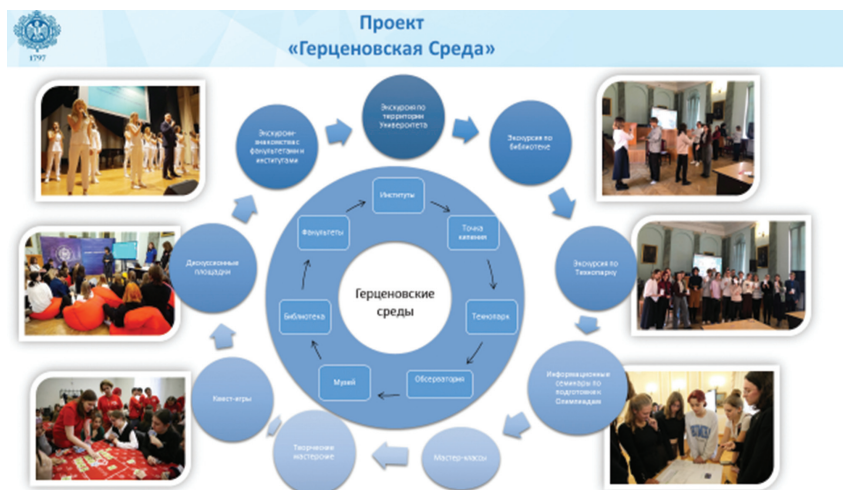 Проект
«Герценовская Среда»
1797
Экскурсия по
территории
Университета
Экскурсия по
библиотеке
Экскурсия по
Технопарку
Информационные
семинары по
подготовке к
Олимпиадам
Мастер-классы
Творческие
мастерские
Квест-игры
Дискуссионные
площадки
Экскурсии-
знакомства с
факультетами и
институтами
Институты
Точка
кипения
Технопарк
Обсерватория
Музей
Библиотека
Факультеты
Герценовские
среды